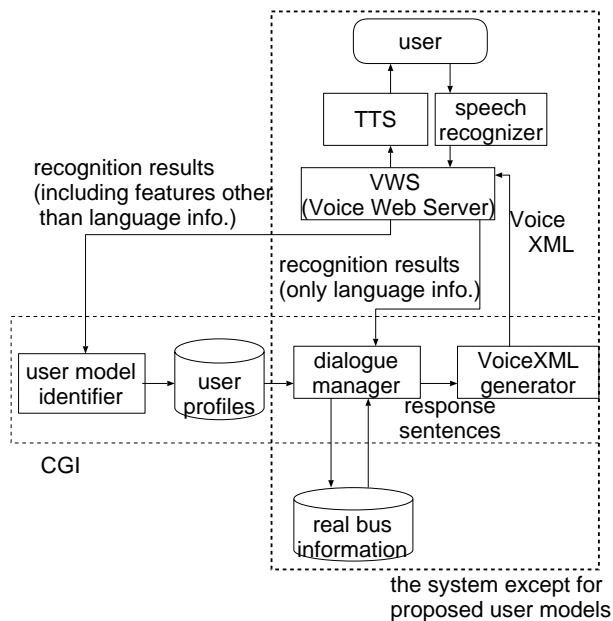 user
TTS
speech
recognizer
recognition results
(including features other
than language info.)
VWS
(Voice Web Server)
Voice
XML
recognition results
(only language info.)
user model
identifier
user
profiles
dialogue
manager
VoiceXML
generator
response
sentences
CGI
real bus
information
the system except for
proposed user models